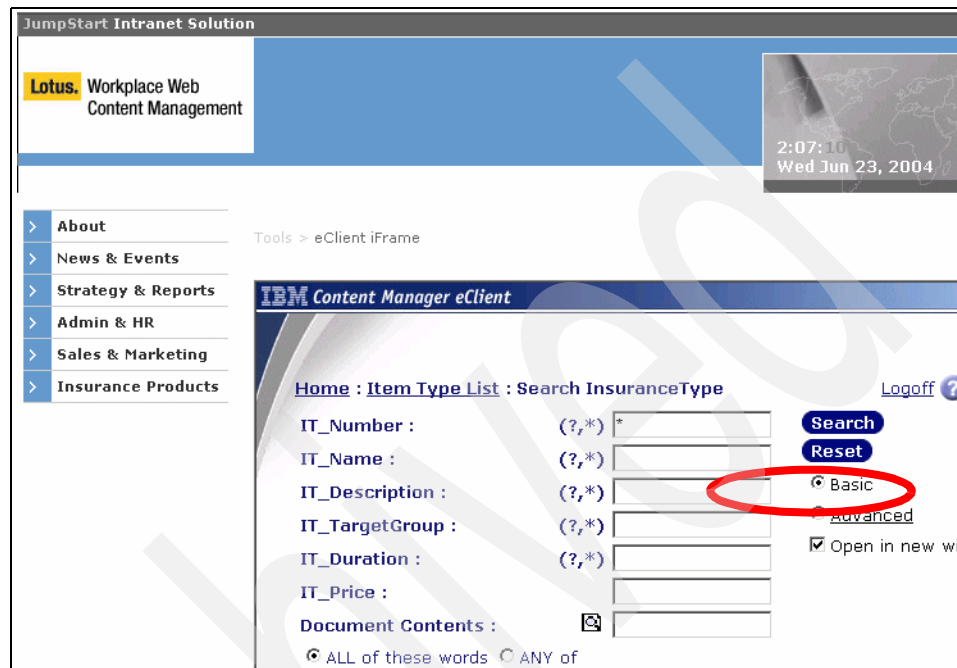 JumpStart Intranet Solution
Lotus. Workplace Web
Content Management
2:07:10
Wed Jun 23, 2004
> About
> News & Events
> Strategy & Reports
> Admin & HR
> Sales & Marketing
> Insurance Products
Tools > eClient iFrame
IBM Content Manager eClient
Home : Item Type List : Search InsuranceType Logoff ?
IT_Number : (?,*) * Search
IT_Name : (?,*) Reset
IT_Description : (?,*) Basic
IT_TargetGroup : (?,*) Advanced
IT_Duration : (?,*) Open in new wi
IT_Price :
Document Contents :
ALL of these words ANY of